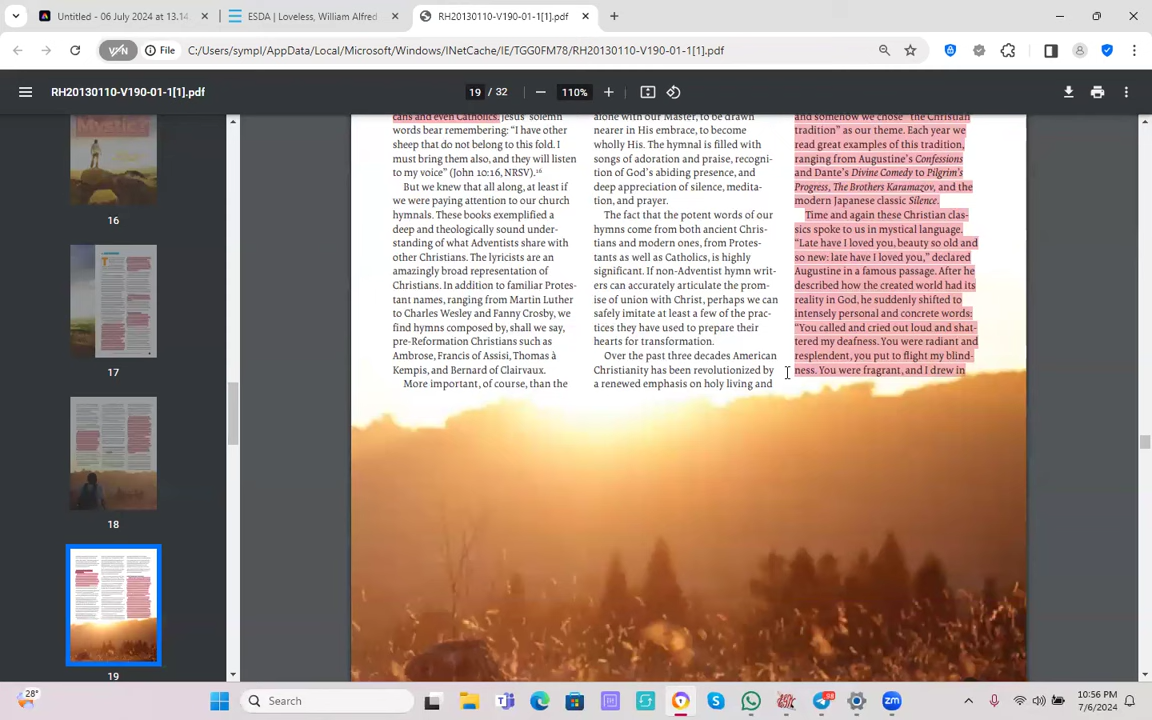 Untitled - 06 July 2024 at 13.14
ESDA | Loveless, William Alfred
RH20130110-V190-01-1[1].pdf
File
C:/Users/sympl/AppData/Local/Microsoft/Windows/INetCache/IE/TGG0FM78/RH20130110-V190-01-1[1].pdf
RH20130110-V190-01-1[1].pdf
19 / 32
110%
Mystic?
16
17
18
19
cans and even Catholics. Jesus' solemn
words bear remembering: “I have other
sheep that do not belong to this fold. I
must bring them also, and they will listen
to my voice” (John 10:16, NRSV).16
But we knew that all along, at least if
we were paying attention to our church
hymnals. These books exemplified a
deep and theologically sound under-
standing of what Adventists share with
other Christians. The lyricists are an
amazingly broad representation of
Christians. In addition to familiar Protes-
tant names, ranging from Martin Luther
to Charles Wesley and Fanny Crosby, we
find hymns composed by, shall we say,
pre-Reformation Christians such as
Ambrose, Francis of Assisi, Thomas à
Kempis, and Bernard of Clairvaux.
More important, of course, than the
alone with our Master, to be drawn
nearer in His embrace, to become
wholly His. The hymnal is filled with
songs of adoration and praise, recogni-
tion of God's abiding presence, and
deep appreciation of silence, medita-
tion, and prayer.
The fact that the potent words of our
hymns come from both ancient Chris-
tians and modern ones, from Protes-
tants as well as Catholics, is highly
significant. If non-Adventist hymn writ-
ers can accurately articulate the prom-
ise of union with Christ, perhaps we can
safely imitate at least a few of the prac-
tices they have used to prepare their
hearts for transformation.
Over the past three decades American
Christianity has been revolutionized by
a renewed emphasis on holy living and
and somehow we chose “the Christian
tradition” as our theme. Each year we
read great examples of this tradition,
ranging from Augustine's Confessions
and Dante's Divine Comedy to Pilgrim's
Progress, The Brothers Karamazov, and the
modern Japanese classic Silence.
Time and again these Christian clas-
sics spoke to us in mystical language.
“Late have I loved you, beauty so old and
so new: late have I loved you,” declared
Augustine in a famous passage. After he
described how the created world had its
reality in God, he suddenly shifted to
intensely personal and concrete words:
“You called and cried out loud and shat-
tered my deafness. You were radiant and
resplendent, you put to flight my blind-
ness. You were fragrant, and I drew in
28°
Search
98
zm
10:56 PM
7/6/2024